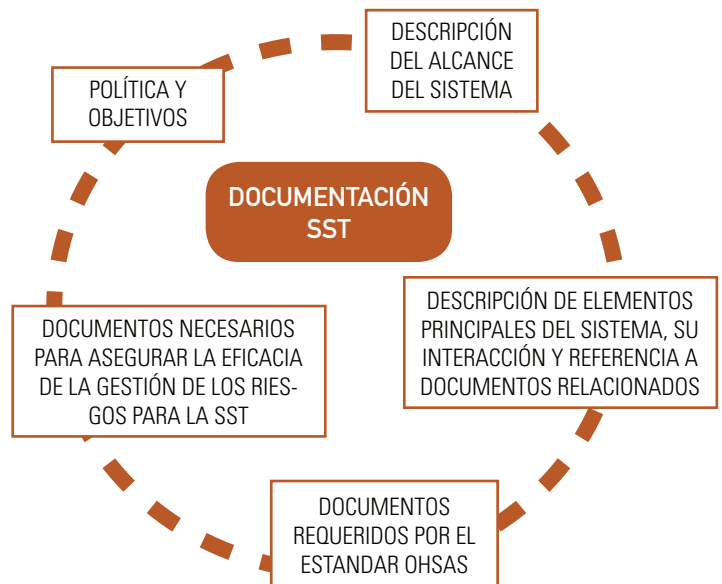 DESCRIPCIÓN
DEL ALCANCE
DEL SISTEMA
POLÍTICA Y
OBJETIVOS
DOCUMENTACIÓN
SST
DESCRIPCIÓN DE ELEMENTOS
PRINCIPALES DEL SISTEMA, SU
INTERACCIÓN Y REFERENCIA A
DOCUMENTOS RELACIONADOS
DOCUMENTOS NECESARIOS
PARA ASEGURAR LA EFICACIA
DE LA GESTIÓN DE LOS RIES-
GOS PARA LA SST
DOCUMENTOS
REQUERIDOS POR EL
ESTANDAR OHSAS